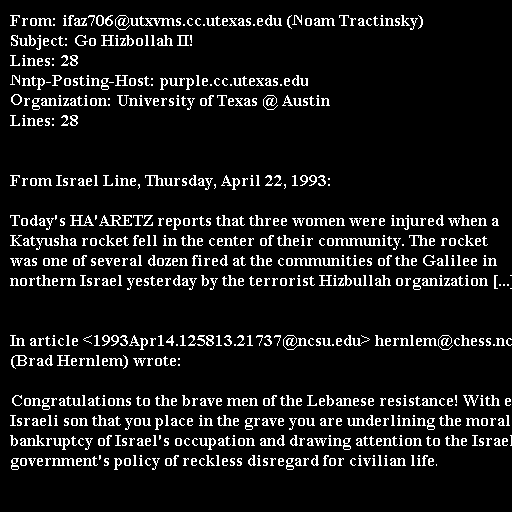 From: ifaz706@utxvms.cc.utexas.edu (Noam Tractinsky)
Subject: Go Hizbollah II!
Lines: 28
Nntp-Posting-Host: purple.cc.utexas.edu
Organization: University of Texas @ Austin
Lines: 28
From Israel Line, Thursday, April 22, 1993:
Today's HA'ARETZ reports that three women were injured when a
Katyusha rocket fell in the center of their community. The rocket
was one of several dozen fired at the communities of the Galilee in
northern Israel yesterday by the terrorist Hizbullah organization [...
In article <1993Apr14.125813.21737@ncsu.edu> hernlem@chess.nc
(Brad Hernlem) wrote:
Congratulations to the brave men of the Lebanese resistance! With e
Israeli son that you place in the grave you are underlining the moral
bankruptcy of Israel's occupation and drawing attention to the Israel
government's policy of reckless disregard for civilian life.